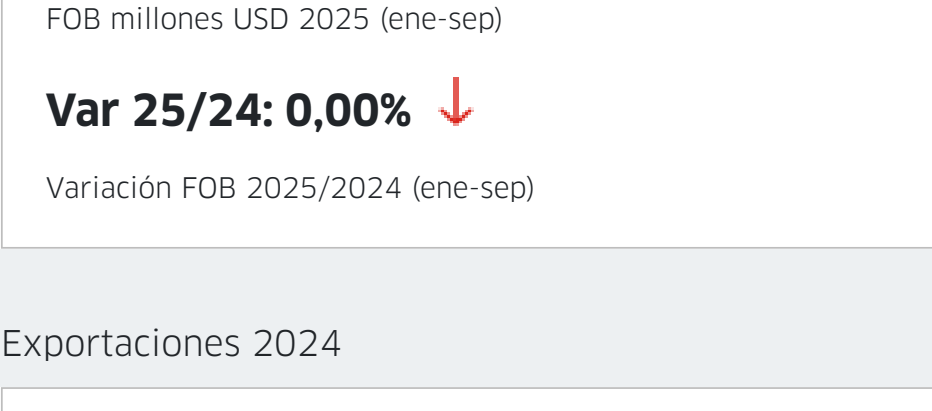 FOB millones USD 2025 (ene-sep)
Var 25/24: 0,00%
Variación FOB 2025/2024 (ene-sep)
Exportaciones 2024